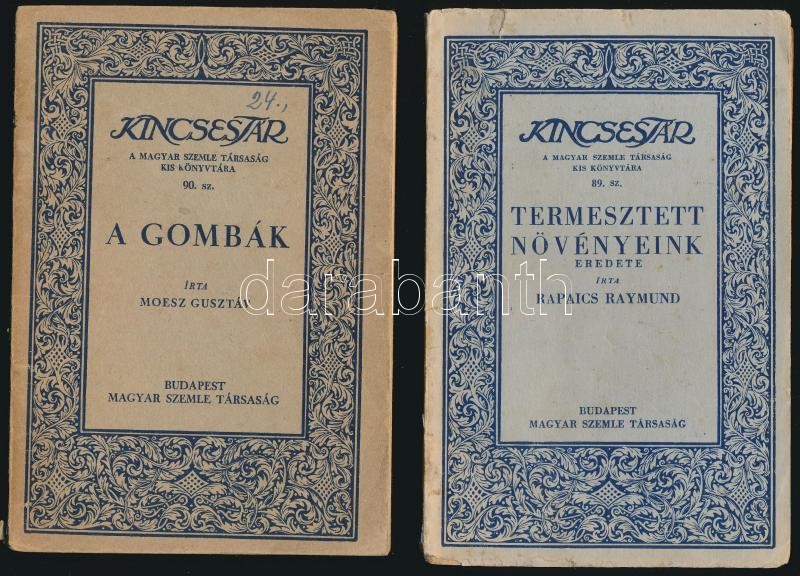 24.,
KINCSESTÁR
A MAGYAR SZEMLE TÁRSASÁG
KIS KÖNYVTÁRA
90. SZ.
A GOMBÁK
ÍRTA
MOESZ GUSZTÁV
BUDAPEST
MAGYAR SZEMLE TÁRSASÁG
KINCSESTÁR
A MAGYAR SZEMLE TÁRSASÁG
KIS KÖNYVTÁRA
89. SZ.
TERMESZTETT
NÖVÉNYEINK
EREDETE
ÍRTA
RAPAICS RAYMUND
BUDAPEST
MAGYAR SZEMLE TÁRSASÁG
darabanth